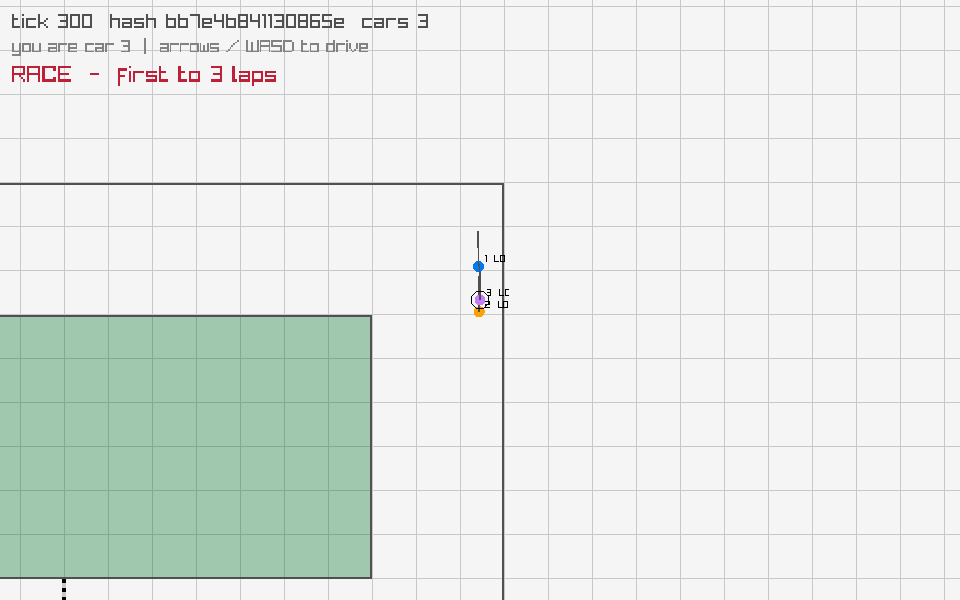 tick 300 hash bb7e4b841130865e cars 3
you are car 3 | arrows / WASD to drive
RACE - first to 3 laps
1 L0
3 L0
2 L0